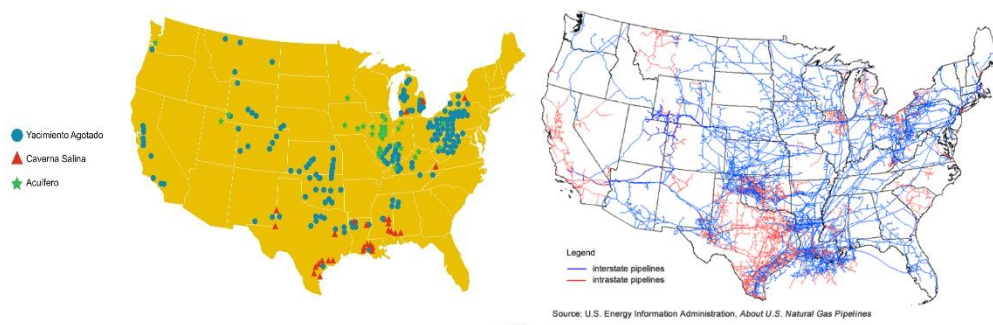 Yacimiento Agotado
Caverna Salina
Acuífero
Legend
interstate pipelines
intrastate pipelines
Source: U.S. Energy Information Administration, About U.S. Natural Gas Pipelines